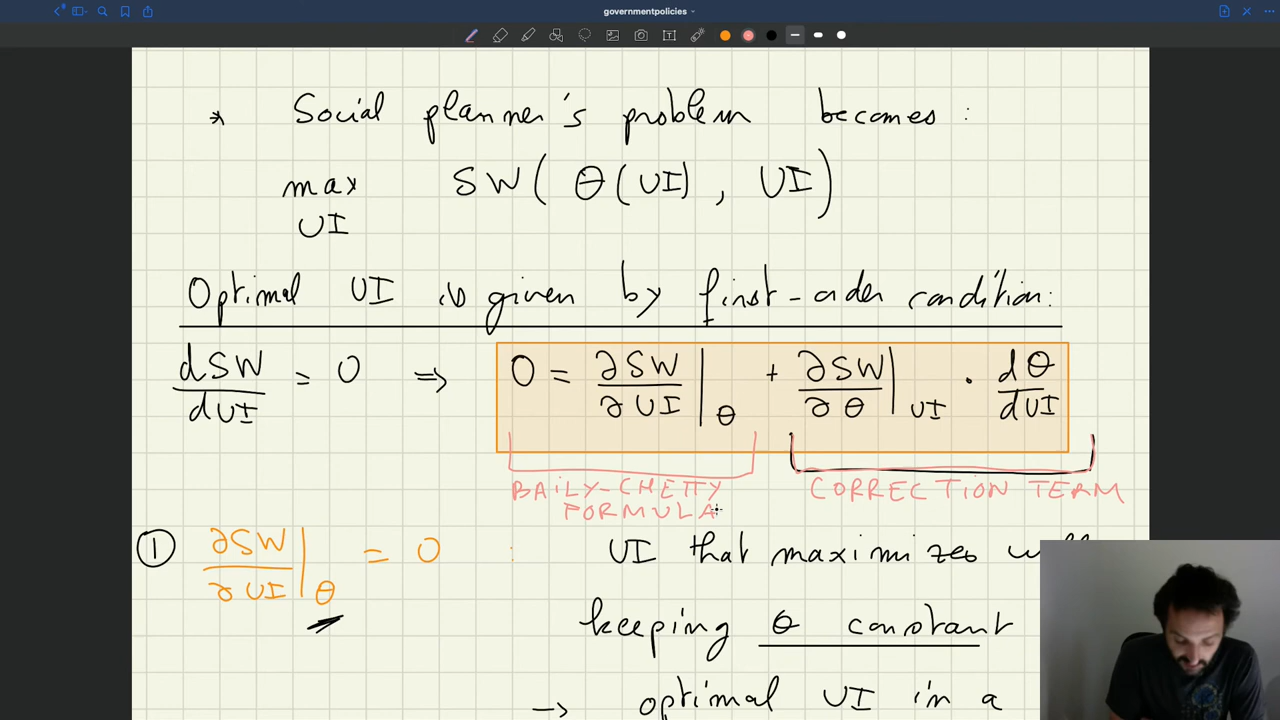 governmentpolicies
* Social planner's problem becomes :
max SW( θ(UI) , UI)
UI
Optimal UI is given by first-order condition:
dSW/dUI = 0 ⇒ 0 = ∂SW/∂UI |θ + ∂SW/∂θ |UI · dθ/dUI
BAILY-CHETTY CORRECTION TERM
FORMULA
① ∂SW/∂UI |θ = 0 : UI that maximizes
keeping θ constant
→ optimal UI in a